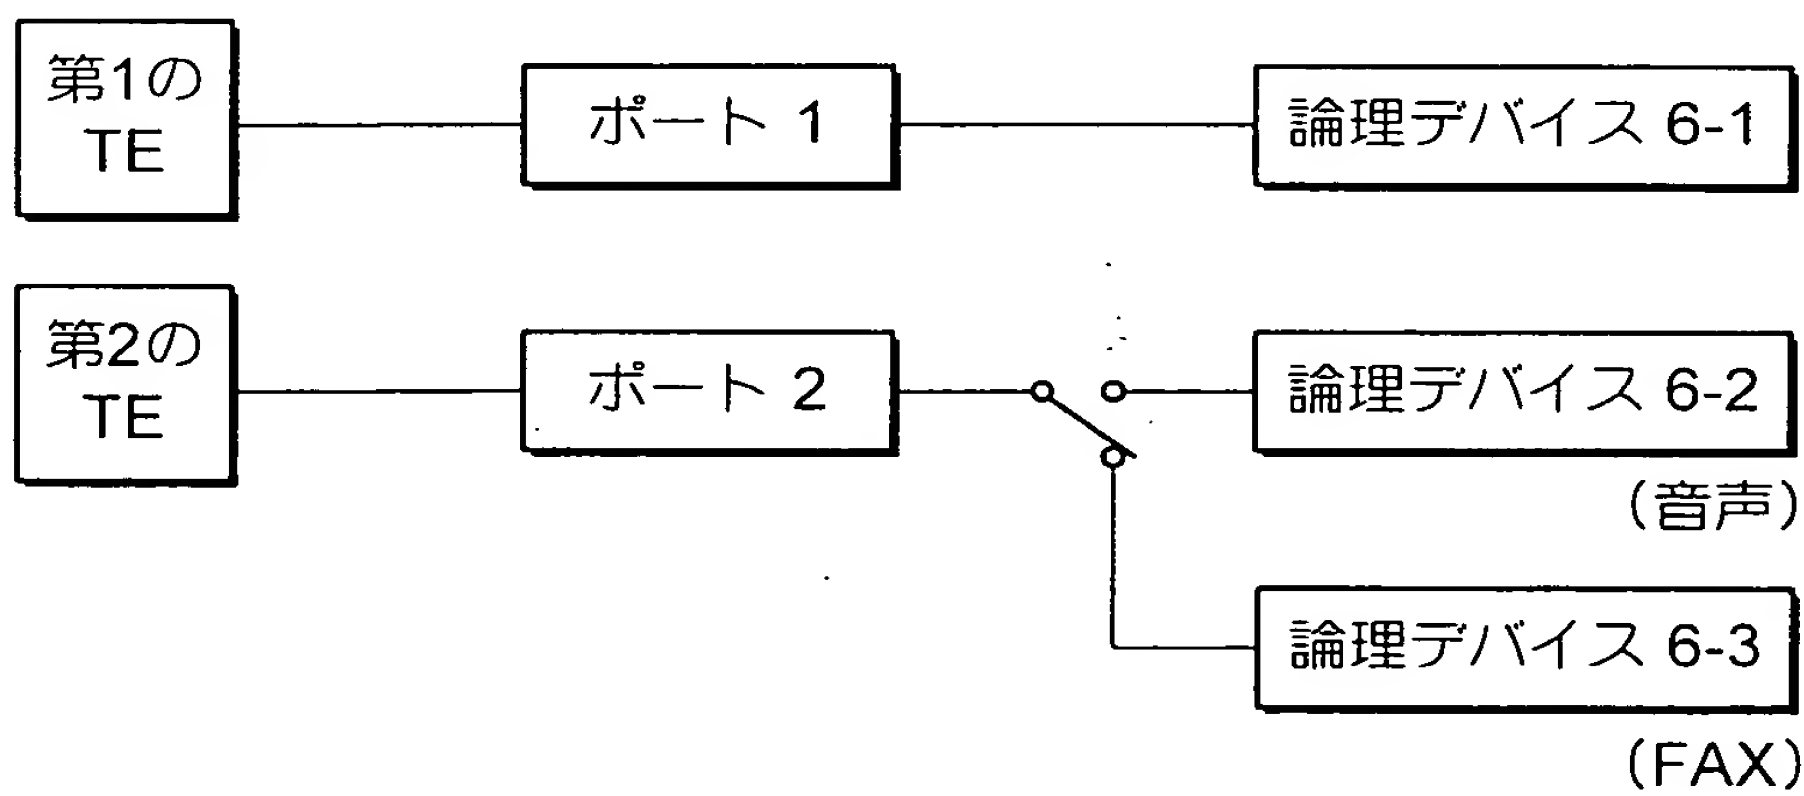 第1の
TE
ポート 1
論理デバイス 6-1
第2の
TE
ポート 2
論理デバイス 6-2
(音声)
論理デバイス 6-3
(FAX)